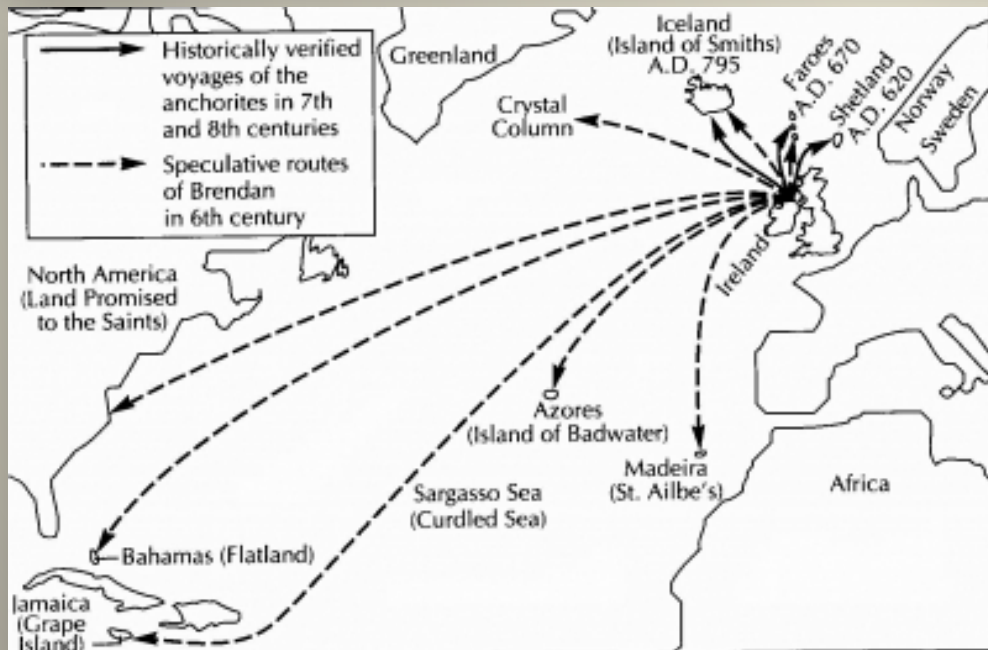 Historically verified
voyages of the
anchorites in 7th
and 8th centuries
Speculative routes
of Brendan
in 6th century
Greenland
Iceland
(Island of Smiths)
A.D. 795
Faroes
A.D. 670
Shetland
A.D. 620
Norway
Sweden
Crystal
Column
Ireland
North America
(Land Promised
to the Saints)
Azores
(Island of Badwater)
Madeira
(St. Ailbe's)
Africa
Sargasso Sea
(Curdled Sea)
Bahamas (Flatland)
Jamaica
(Grape
Island)